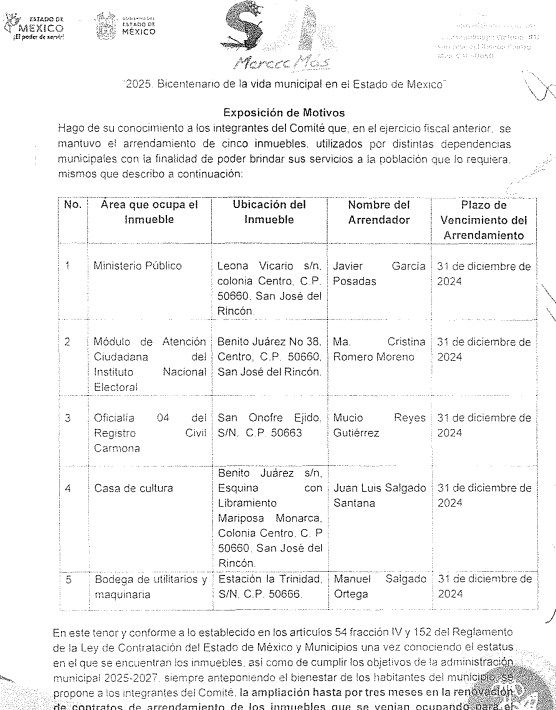 ESTADO DE
MÉXICO
¡El poder de servir!
ESTADO DE
MÉXICO
SJR
Merece Más
"2025. Bicentenario de la vida municipal en el Estado de México"
Exposición de Motivos
Hago de su conocimiento a los integrantes del Comité que, en el ejercicio fiscal anterior, se
mantuvo el arrendamiento de cinco inmuebles, utilizados por distintas dependencias
municipales con la finalidad de poder brindar sus servicios a la población que lo requiera,
mismos que describo a continuación:
No. Área que ocupa el Inmueble Ubicación del Inmueble Nombre del Arrendador Plazo de Vencimiento del Arrendamiento
1 Ministerio Público Leona Vicario s/n, colonia Centro, C.P. 50660, San José del Rincón. Javier García Posadas 31 de diciembre de 2024
2 Módulo de Atención Ciudadana del Instituto Nacional Electoral Benito Juárez No 38, Centro, C.P. 50660, San José del Rincón. Ma. Cristina Romero Moreno 31 de diciembre de 2024
3 Oficialía 04 del Registro Civil Carmona San Onofre Ejido, S/N, C.P 50663 Mucio Reyes Gutiérrez 31 de diciembre de 2024
4 Casa de cultura Benito Juárez s/n, Esquina con Libramiento Mariposa Monarca, Colonia Centro, C. P 50660, San José del Rincón. Juan Luis Salgado Santana 31 de diciembre de 2024
5 Bodega de utilitarios y maquinaria Estación la Trinidad, S/N, C.P. 50666. Manuel Salgado Ortega 31 de diciembre de 2024
En este tenor y conforme a lo establecido en los artículos 54 fracción IV y 152 del Reglamento
de la Ley de Contratación del Estado de México y Municipios una vez conociendo el estatus
en el que se encuentran los inmuebles, así como de cumplir los objetivos de la administración
municipal 2025-2027, siempre anteponiendo el bienestar de los habitantes del municipio, se
propone a los integrantes del Comité, la ampliación hasta por tres meses en la renovación
de contratos de arrendamiento de los inmuebles que se venían ocupando para el